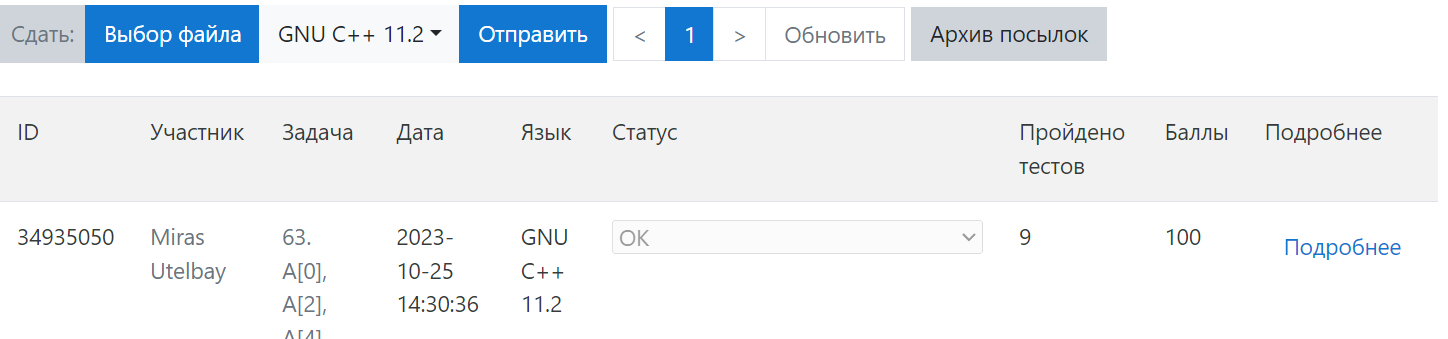 Сдать: Выбор файла GNU C++ 11.2 Отправить < 1 > Обновить Архив посылок
ID Участник Задача Дата Язык Статус Пройдено тестов Баллы Подробнее
34935050 Miras Utelbay 63. A[0], A[2], A[4] 2023-10-25 14:30:36 GNU C++ 11.2 OK 9 100 Подробнее